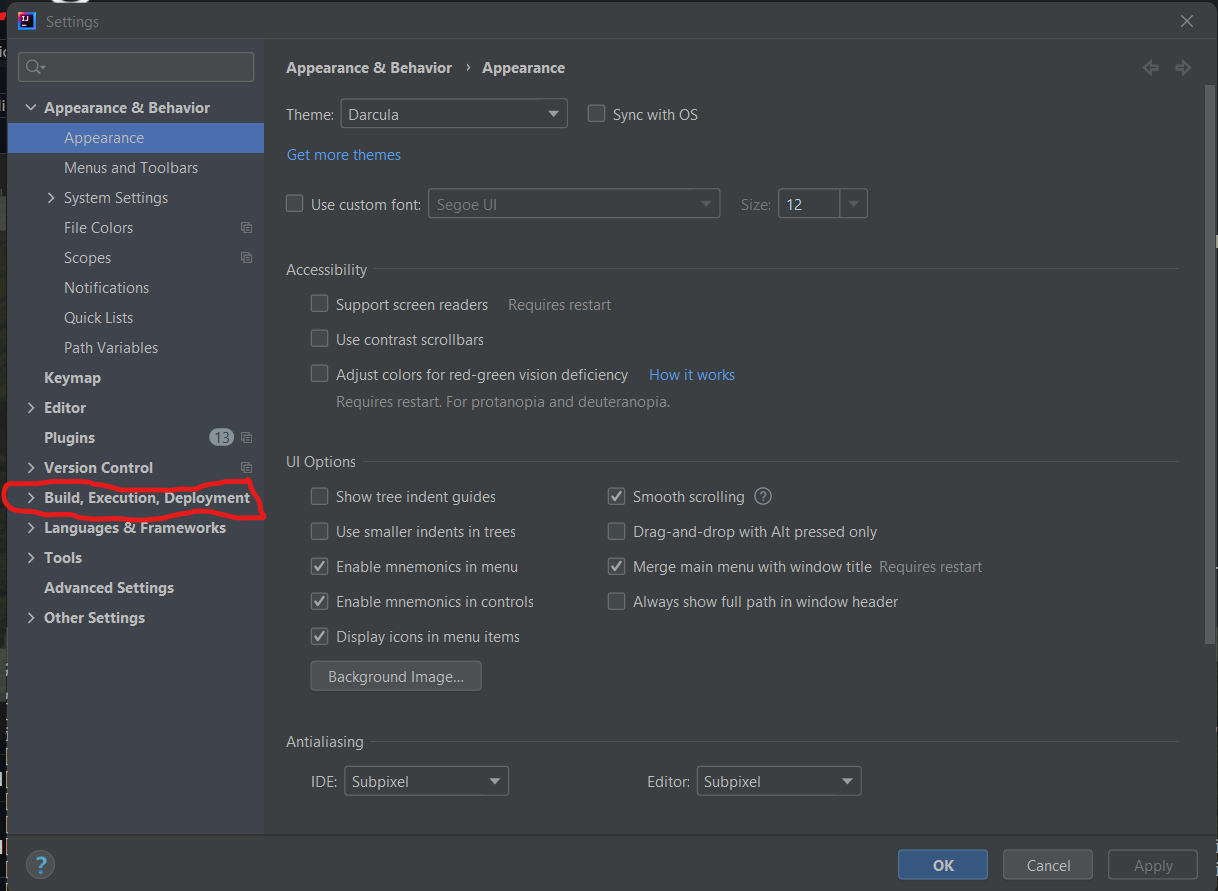 Settings
Appearance & Behavior › Appearance
Appearance & Behavior
Appearance
Menus and Toolbars
System Settings
File Colors
Scopes
Notifications
Quick Lists
Path Variables
Keymap
Editor
Plugins 13
Version Control
Build, Execution, Deployment
Languages & Frameworks
Tools
Advanced Settings
Other Settings
Theme: Darcula Sync with OS
Get more themes
Use custom font: Segoe UI Size: 12
Accessibility
Support screen readers Requires restart
Use contrast scrollbars
Adjust colors for red-green vision deficiency How it works
Requires restart. For protanopia and deuteranopia.
UI Options
Show tree indent guides Smooth scrolling ?
Use smaller indents in trees Drag-and-drop with Alt pressed only
Enable mnemonics in menu Merge main menu with window title Requires restart
Enable mnemonics in controls Always show full path in window header
Display icons in menu items
Background Image...
Antialiasing
IDE: Subpixel Editor: Subpixel
? OK Cancel Apply